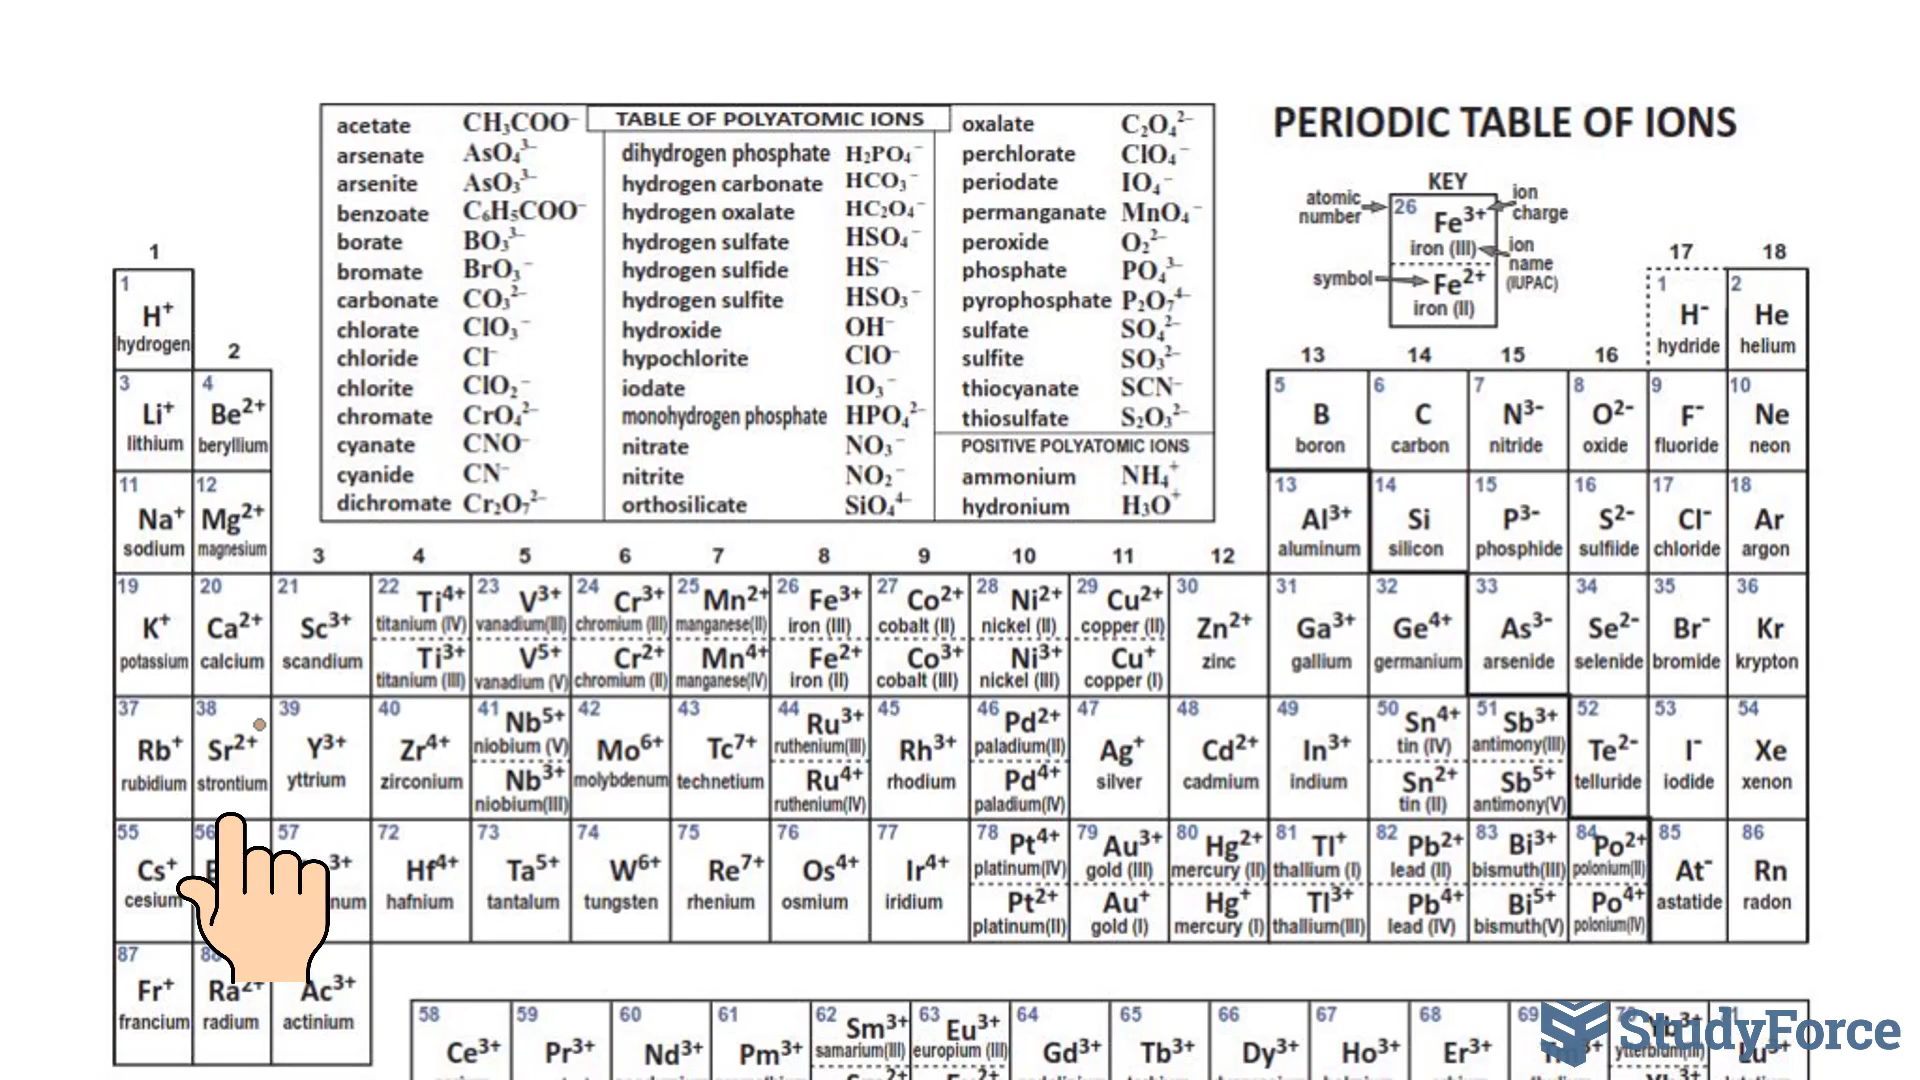 PERIODIC TABLE OF IONS
TABLE OF POLYATOMIC IONS
acetate CH₃COO⁻
arsenate AsO₄³⁻
arsenite AsO₃³⁻
benzoate C₆H₅COO⁻
borate BO₃³⁻
bromate BrO₃⁻
carbonate CO₃²⁻
chlorate ClO₃⁻
chloride Cl⁻
chlorite ClO₂⁻
chromate CrO₄²⁻
cyanate CNO⁻
cyanide CN⁻
dichromate Cr₂O₇²⁻
dihydrogen phosphate H₂PO₄⁻
hydrogen carbonate HCO₃⁻
hydrogen oxalate HC₂O₄⁻
hydrogen sulfate HSO₄⁻
hydrogen sulfide HS⁻
hydrogen sulfite HSO₃⁻
hydroxide OH⁻
hypochlorite ClO⁻
iodate IO₃⁻
monohydrogen phosphate HPO₄²⁻
nitrate NO₃⁻
nitrite NO₂⁻
orthosilicate SiO₄⁴⁻
oxalate C₂O₄²⁻
perchlorate ClO₄⁻
periodate IO₄⁻
permanganate MnO₄⁻
peroxide O₂²⁻
phosphate PO₄³⁻
pyrophosphate P₂O₇⁴⁻
sulfate SO₄²⁻
sulfite SO₃²⁻
thiocyanate SCN⁻
thiosulfate S₂O₃²⁻
POSITIVE POLYATOMIC IONS
ammonium NH₄⁺
hydronium H₃O⁺
KEY
atomic number
26 Fe³⁺
ion charge
iron (III)
ion name (IUPAC)
symbol
Fe²⁺
iron (II)
1 17 18
1 1 2
H⁺ H⁻ He
hydrogen hydride helium
2 13 14 15 16
3 4 5 6 7 8 9 10
Li⁺ Be²⁺ B C N³⁻ O²⁻ F⁻ Ne
lithium beryllium boron carbon nitride oxide fluoride neon
11 12 13 14 15 16 17 18
Na⁺ Mg²⁺ Al³⁺ Si P³⁻ S²⁻ Cl⁻ Ar
sodium magnesium aluminum silicon phosphide sulfiide chloride argon
3 4 5 6 7 8 9 10 11 12
19 20 21 22 23 24 25 26 27 28 29 30 31 32 33 34 35 36
Ti⁴⁺ V³⁺ Cr³⁺ Mn²⁺ Fe³⁺ Co²⁺ Ni²⁺ Cu²⁺
titanium (IV) vanadium(III) chromium (III) manganese(II) iron (III) cobalt (II) nickel (II) copper (II)
K⁺ Ca²⁺ Sc³⁺ Zn²⁺ Ga³⁺ Ge⁴⁺ As³⁻ Se²⁻ Br⁻ Kr
Ti³⁺ V⁵⁺ Cr²⁺ Mn⁴⁺ Fe²⁺ Co³⁺ Ni³⁺ Cu⁺
potassium calcium scandium zinc gallium germanium arsenide selenide bromide krypton
titanium (III) vanadium (V) chromium (II) manganese(IV) iron (II) cobalt (III) nickel (III) copper (I)
37 38 39 40 41 42 43 44 45 46 47 48 49 50 51 52 53 54
Nb⁵⁺ Ru³⁺ Pd²⁺ Sn⁴⁺ Sb³⁺
niobium (V) ruthenium(III) paladium(II) tin (IV) antimony(III)
Rb⁺ Sr²⁺ Y³⁺ Zr⁴⁺ Mo⁶⁺ Tc⁷⁺ Rh³⁺ Ag⁺ Cd²⁺ In³⁺ Te²⁻ I⁻ Xe
rubidium strontium yttrium zirconium molybdenum technetium rhodium silver cadmium indium telluride iodide xenon
Nb³⁺ Ru⁴⁺ Pd⁴⁺ Sn²⁺ Sb⁵⁺
niobium(III) ruthenium(IV) paladium(IV) tin (II) antimony(V)
55 56 57 72 73 74 75 76 77 78 79 80 81 82 83 84 85 86
Pt⁴⁺ Au³⁺ Hg²⁺ Tl⁺ Pb²⁺ Bi³⁺ Po²⁺
platinum(IV) gold (III) mercury (II) thallium (I) lead (II) bismuth(III) polonium(II)
Cs⁺ 3+ Hf⁴⁺ Ta⁵⁺ W⁶⁺ Re⁷⁺ Os⁴⁺ Ir⁴⁺ At⁻ Rn
cesium hafnium tantalum tungsten rhenium osmium iridium astatide radon
Pt²⁺ Au⁺ Hg⁺ Tl³⁺ Pb⁴⁺ Bi⁵⁺ Po⁴⁺
platinum(II) gold (I) mercury (I) thallium(III) lead (IV) bismuth(V) polonium(IV)
87
Fr⁺ Ra²⁺ Ac³⁺
francium radium actinium
58 59 60 61 62 63 64 65 66 67 68 69
Sm³⁺ Eu³⁺
samarium(III) europium (III)
Ce³⁺ Pr³⁺ Nd³⁺ Pm³⁺ Gd³⁺ Tb³⁺ Dy³⁺ Ho³⁺ Er³⁺
StudyForce